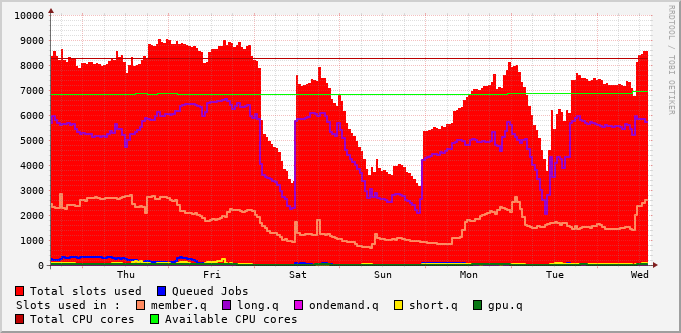 RRDTOOL / TOBI OETIKER
10000
9000
8000
7000
6000
5000
4000
3000
2000
1000
0
Thu Fri Sat Sun Mon Tue Wed
Total slots used Queued Jobs
Slots used in : member.q long.q ondemand.q short.q gpu.q
Total CPU cores Available CPU cores